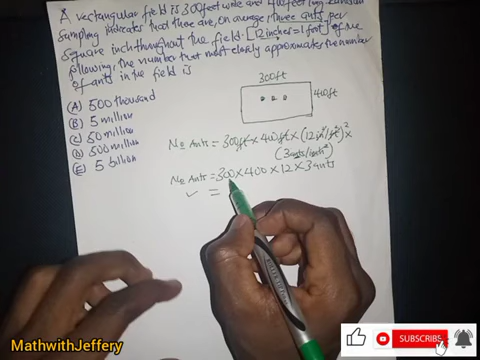 A rectangular field is 300 feet wide and 400 feet long. Random
Sampling indicates that there are, on average, three ants per
Square inch throughout the field. [12 inches = 1 foot] Of the
following, the number that most closely approximates the number
of ants in the field is
(A) 500 thousand
(B) 5 million
(C) 50 million
(D) 500 million
(E) 5 billion
300ft
400ft
No Ants = 300ft × 400ft × (12in/ft)² ×
(3ants/inch²)
No Ants = 300 × 400 × 12 × 3 ants
✓ =
MathwithJeffery
SUBSCRIBE